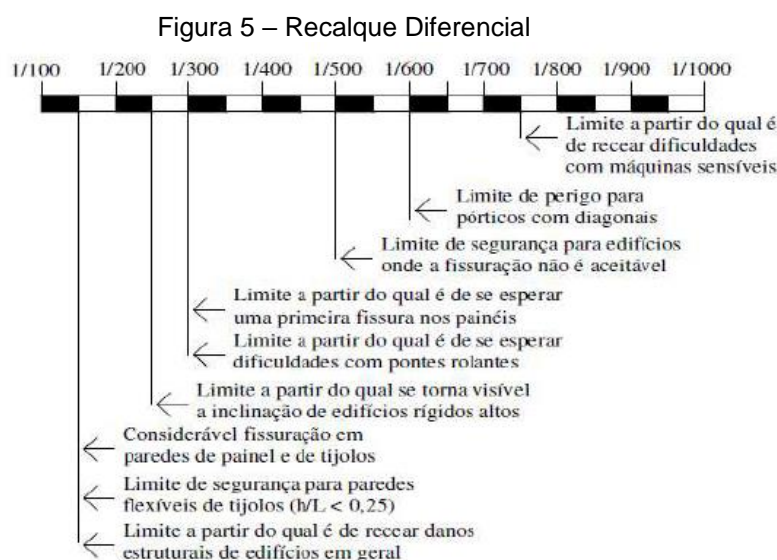 Figura 5 – Recalque Diferencial
1/100 1/200 1/300 1/400 1/500 1/600 1/700 1/800 1/900 1/1000
Limite a partir do qual é
de recear dificuldades
com máquinas sensíveis
Limite de perigo para
pórticos com diagonais
Limite de segurança para edifícios
onde a fissuração não é aceitável
Limite a partir do qual é de se esperar
uma primeira fissura nos painéis
Limite a partir do qual é de se esperar
dificuldades com pontes rolantes
Limite a partir do qual se torna visível
a inclinação de edifícios rígidos altos
Considerável fissuração em
paredes de painel e de tijolos
Limite de segurança para paredes
flexíveis de tijolos (h/L < 0,25)
Limite a partir do qual é de recear danos
estruturais de edifícios em geral